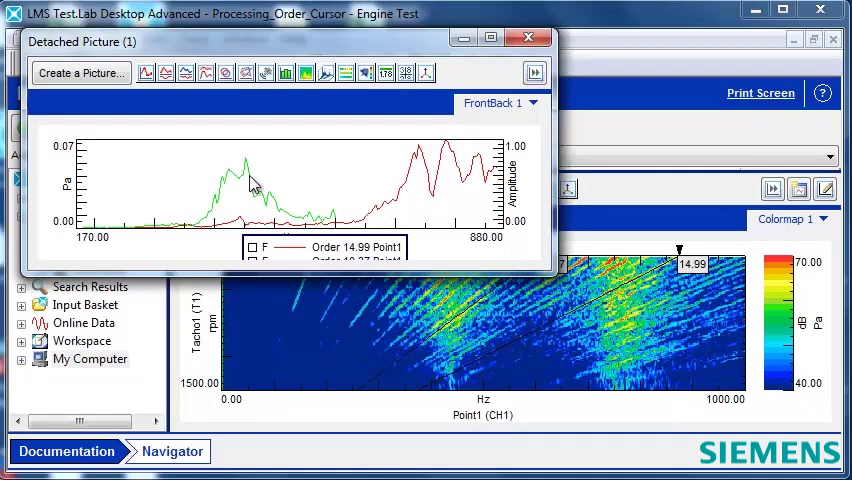 LMS Test.Lab Desktop Advanced - Processing_Order_Cursor - Engine Test
Detached Picture (1)
Create a Picture...
1.78
FrontBack 1
Print Screen
?
0.07
Pa
0.00
170.00
880.00
1.00
Amplitude
0.00
F
Order 14.99 Point1
Colormap 1
14.99
Tacho1 (T1)
rpm
1500.00
0.00
Hz
1000.00
Point1 (CH1)
70.00
dB
Pa
40.00
Search Results
Input Basket
Online Data
Workspace
My Computer
Documentation
Navigator
SIEMENS